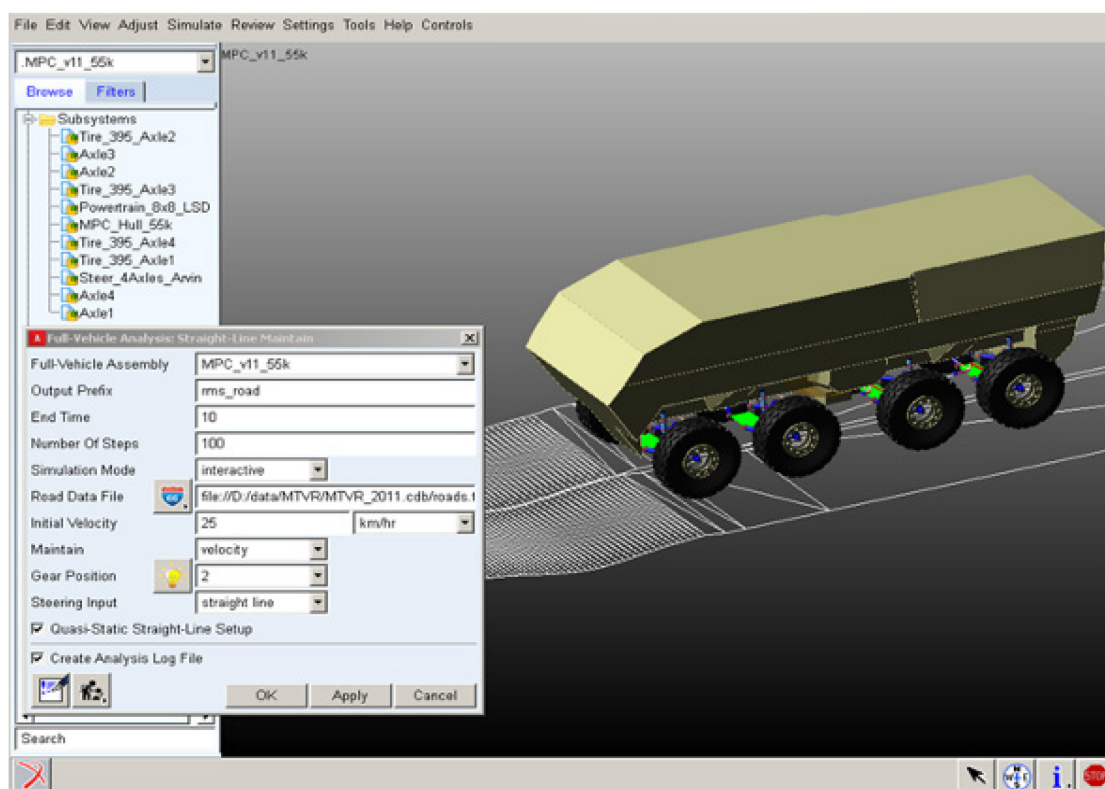 File Edit View Adjust Simulate Review Settings Tools Help Controls
.MPC_v11_55k
MPC_v11_55k
Browse Filters
Subsystems
Tire_395_Axle2
Axle3
Axle2
Tire_395_Axle3
Powertrain_8x8_LSD
MPC_Hull_55k
Tire_395_Axle4
Tire_395_Axle1
Steer_4Axles_Arvin
Axle4
Axle1
Full-Vehicle Analysis: Straight-Line Maintain
Full-Vehicle Assembly MPC_v11_55k
Output Prefix rms_road
End Time 10
Number Of Steps 100
Simulation Mode interactive
Road Data File file://D:/data/MTVR/MTVR_2011.cdb/roads.t
Initial Velocity 25 km/hr
Maintain velocity
Gear Position 2
Steering Input straight line
Quasi-Static Straight-Line Setup
Create Analysis Log File
OK Apply Cancel
Search
N
W E
S
i
STOP